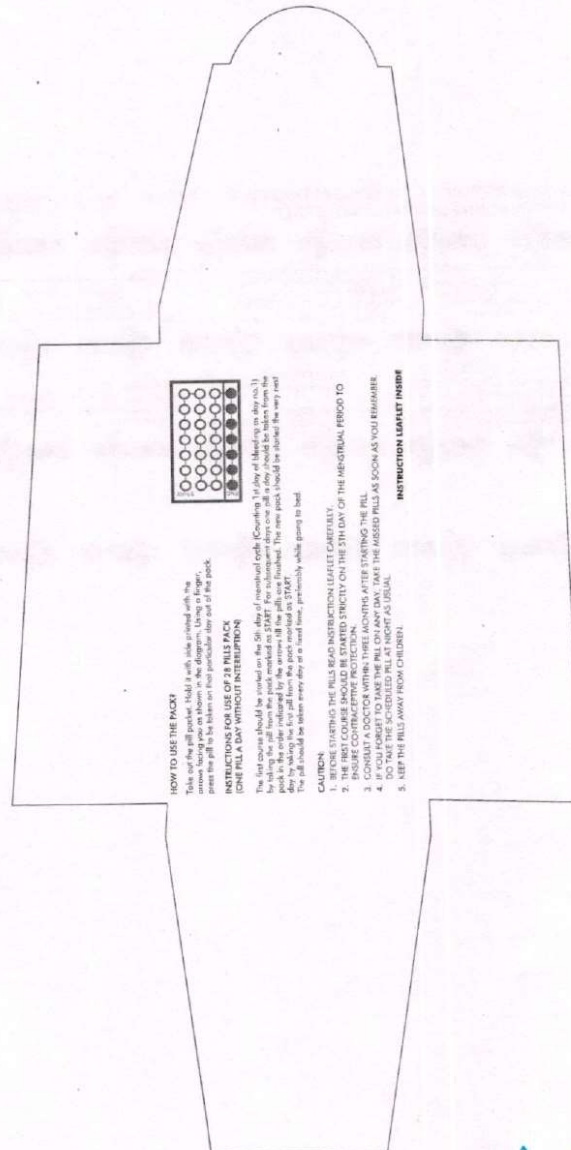 HOW TO USE THE PACK?
Take out the pill packet. Hold it with side printed with the
arrows facing you as shown in the diagram. Using a finger,
press the pill to be taken on that particular day out of the pack.
INSTRUCTIONS FOR USE OF 28 PILLS PACK
(ONE PILL A DAY WITHOUT INTERRUPTION)
The first course should be started on the 5th day of menstrual cycle (Counting 1st day of bleeding as day no.1)
by taking the pill from the pack marked as START. For subsequent days one pill a day should be taken from the
pack in the order indicated by the arrows till the pills are finished. The new pack should be started the very next
day by taking the first pill from the pack marked as START.
The pill should be taken every day at a fixed time, preferably while going to bed.
CAUTION:
1. BEFORE STARTING THE PILLS READ INSTRUCTION LEAFLET CAREFULLY.
2. THE FIRST COURSE SHOULD BE STARTED STRICTLY ON THE 5TH DAY OF THE MENSTRUAL PERIOD TO
ENSURE CONTRACEPTIVE PROTECTION.
3. CONSULT A DOCTOR WITHIN THREE MONTHS AFTER STARTING THE PILL.
4. IF YOU FORGET TO TAKE THE PILL ON ANY DAY, TAKE THE MISSED PILLS AS SOON AS YOU REMEMBER.
DO TAKE THE SCHEDULED PILL AT NIGHT AS USUAL.
5. KEEP THE PILLS AWAY FROM CHILDREN.
INSTRUCTION LEAFLET INSIDE